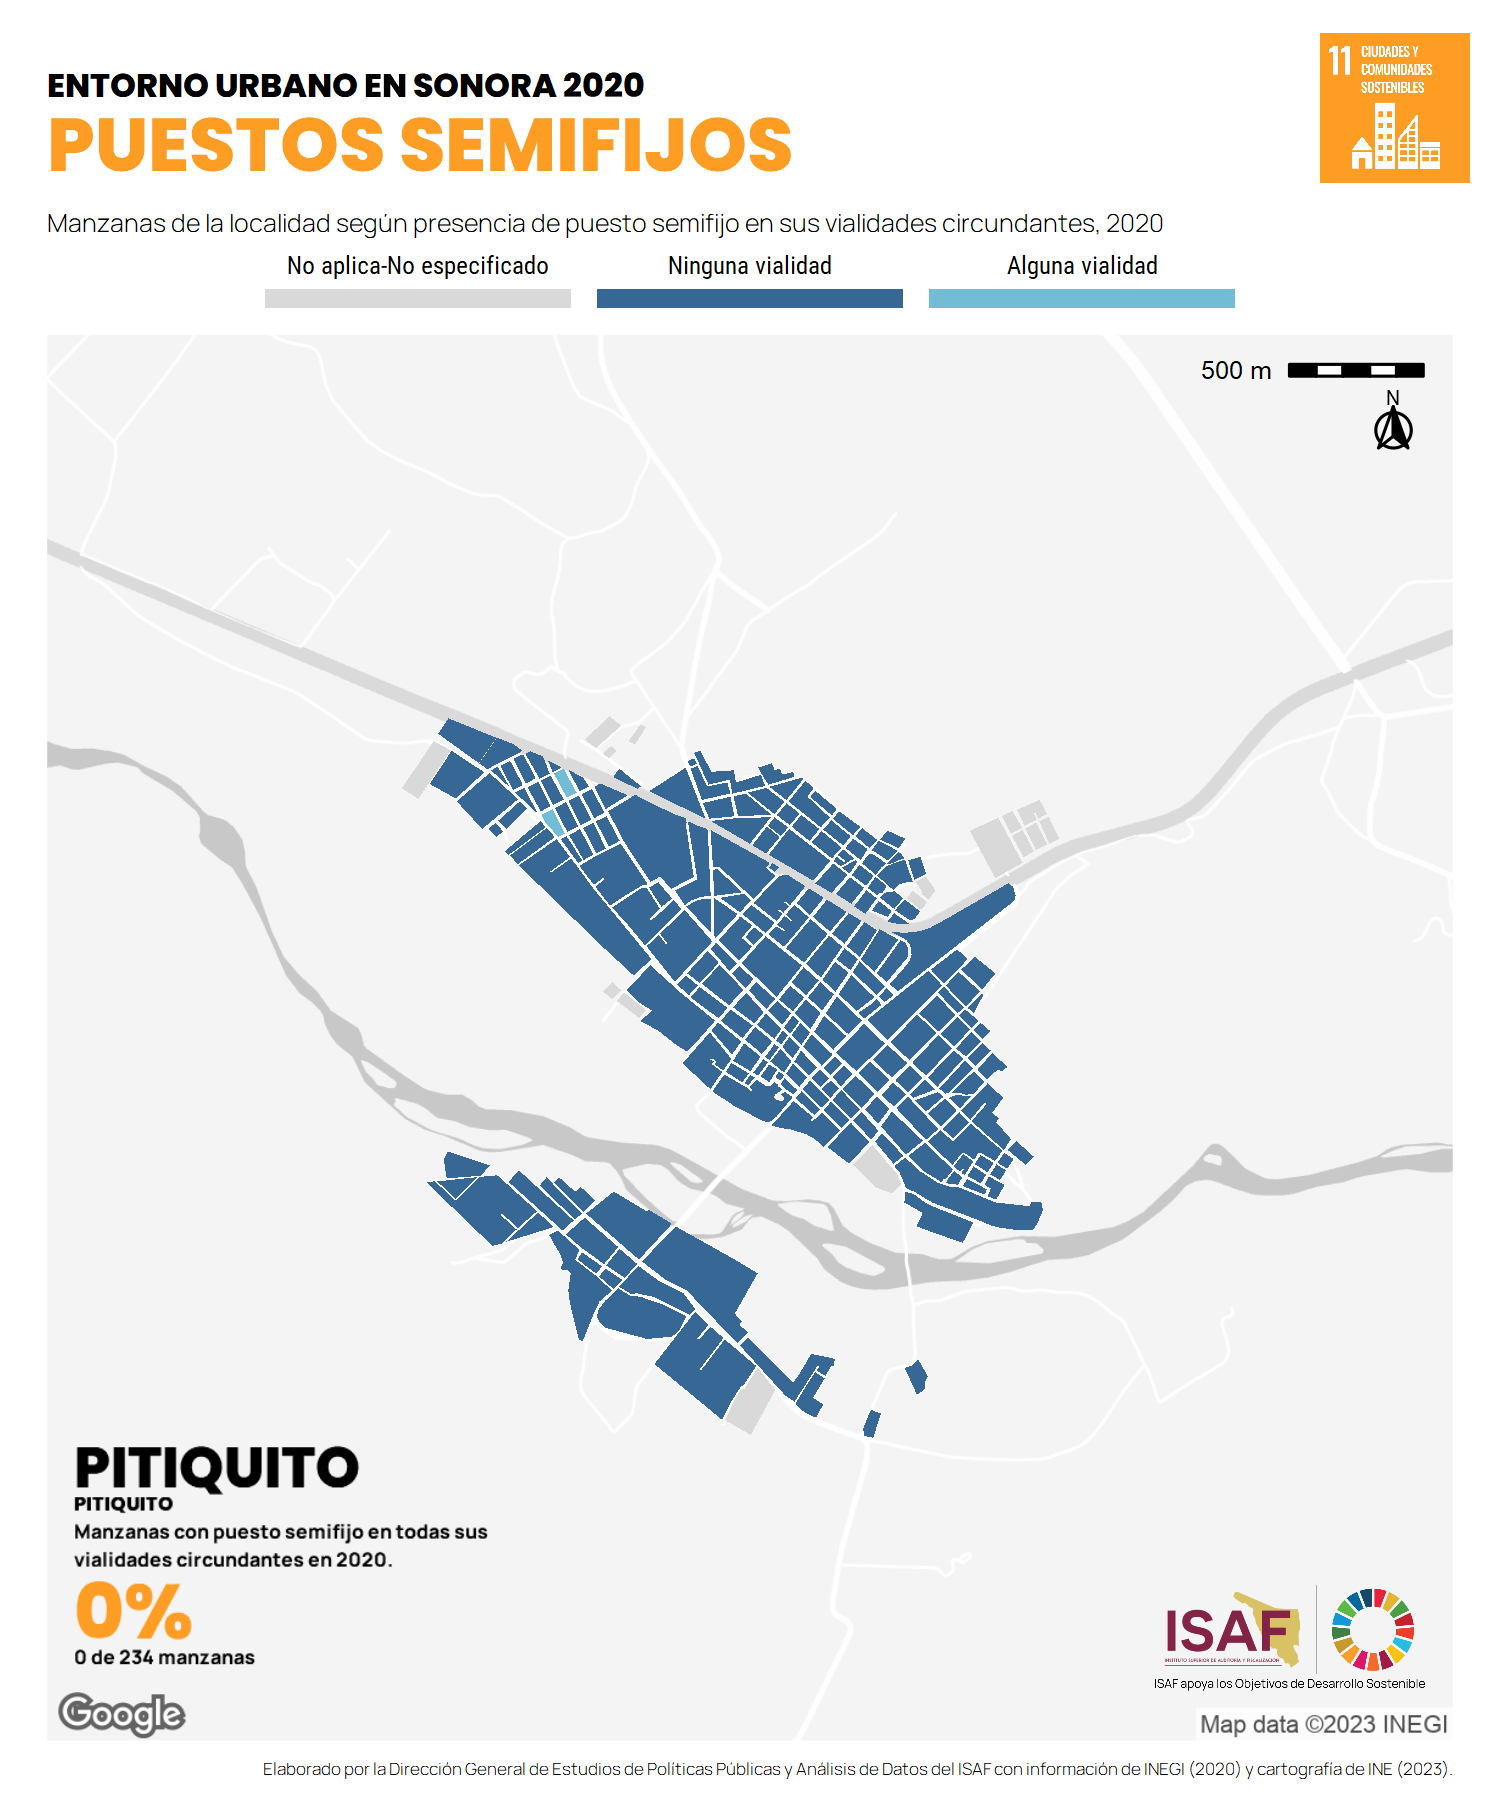 ENTORNO URBANO EN SONORA 2020
PUESTOS SEMIFIJOS
11 CIUDADES Y
COMUNIDADES
SOSTENIBLES
Manzanas de la localidad según presencia de puesto semifijo en sus vialidades circundantes, 2020
No aplica-No especificado Ninguna vialidad Alguna vialidad
500 m
N
PITIQUITO
PITIQUITO
Manzanas con puesto semifijo en todas sus
vialidades circundantes en 2020.
0%
0 de 234 manzanas
ISAF
INSTITUTO SUPERIOR DE AUDITORÍA Y FISCALIZACIÓN
ISAF apoya los Objetivos de Desarrollo Sostenible
Google
Map data ©2023 INEGI
Elaborado por la Dirección General de Estudios de Políticas Públicas y Análisis de Datos del ISAF con información de INEGI (2020) y cartografía de INE (2023).